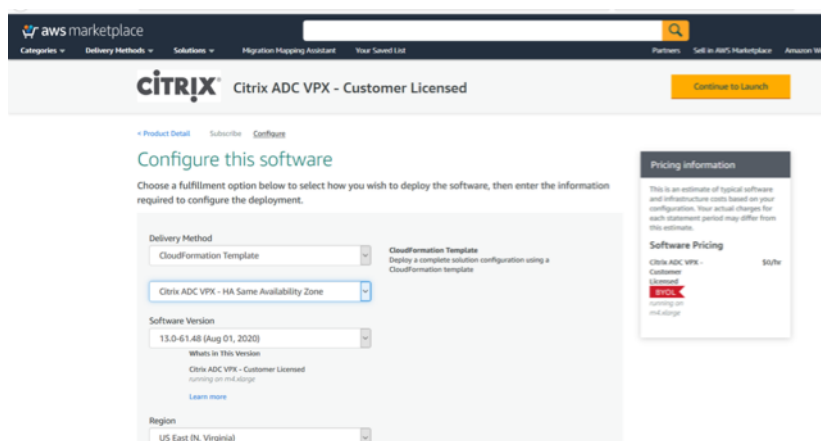 aws marketplace
Categories Delivery Methods Solutions Migration Mapping Assistant Your Saved List Partners Sell in AWS Marketplace Amazon W
CİTRIX Citrix ADC VPX - Customer Licensed Continue to Launch
< Product Detail Subscribe Configure
Configure this software
Choose a fulfillment option below to select how you wish to deploy the software, then enter the information
required to configure the deployment.
Delivery Method
CloudFormation Template
CloudFormation Template
Deploy a complete solution configuration using a
CloudFormation template
Citrix ADC VPX - HA Same Availability Zone
Software Version
13.0-61.48 (Aug 01, 2020)
Whats in This Version
Citrix ADC VPX - Customer Licensed
running on m4.xlarge
Learn more
Region
US East (N. Virginia)
Pricing information
This is an estimate of typical software
and infrastructure costs based on your
configuration. Your actual charges for
each statement period may differ from
this estimate.
Software Pricing
Citrix ADC VPX - $0/hr
Customer
Licensed
BYOL
running on
m4.xlarge